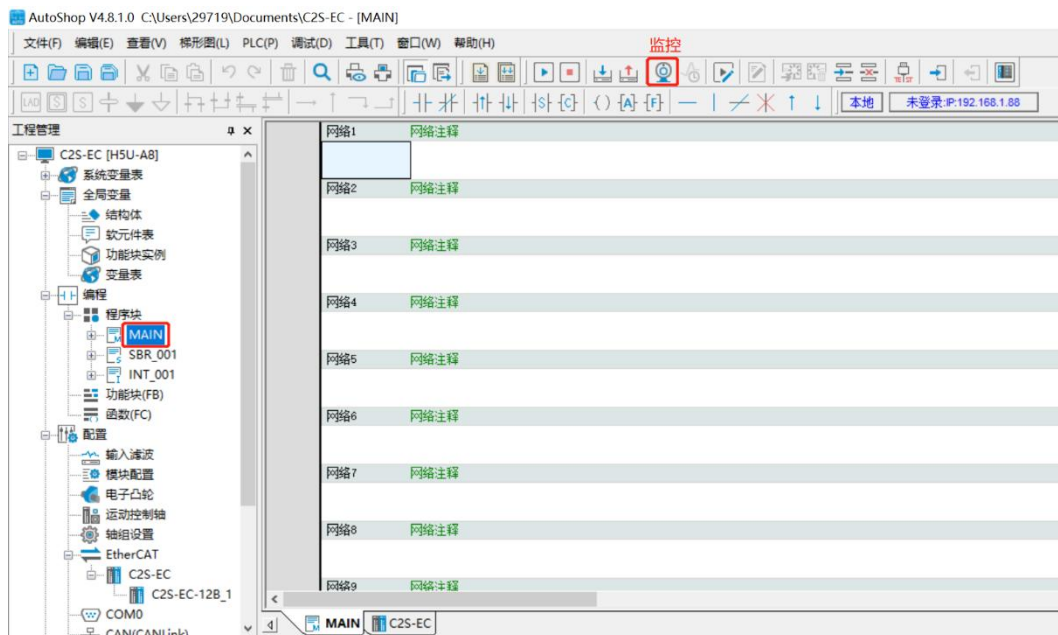 AutoShop V4.8.1.0 C:\Users\29719\Documents\C2S-EC - [MAIN]
文件(F) 编辑(E) 查看(V) 梯形图(L) PLC(P) 调试(D) 工具(T) 窗口(W) 帮助(H)
监控
本地 未登录:IP:192.168.1.88
工程管理
C2S-EC [H5U-A8]
系统变量表
全局变量
结构体
软元件表
功能块实例
变量表
编程
程序块
MAIN
SBR_001
INT_001
功能块(FB)
函数(FC)
配置
输入滤波
模块配置
电子凸轮
运动控制轴
轴组设置
EtherCAT
C2S-EC
C2S-EC-12B_1
COM0
CAN(CANLink)
网络1 网络注释
网络2 网络注释
网络3 网络注释
网络4 网络注释
网络5 网络注释
网络6 网络注释
网络7 网络注释
网络8 网络注释
网络9 网络注释
MAIN C2S-EC